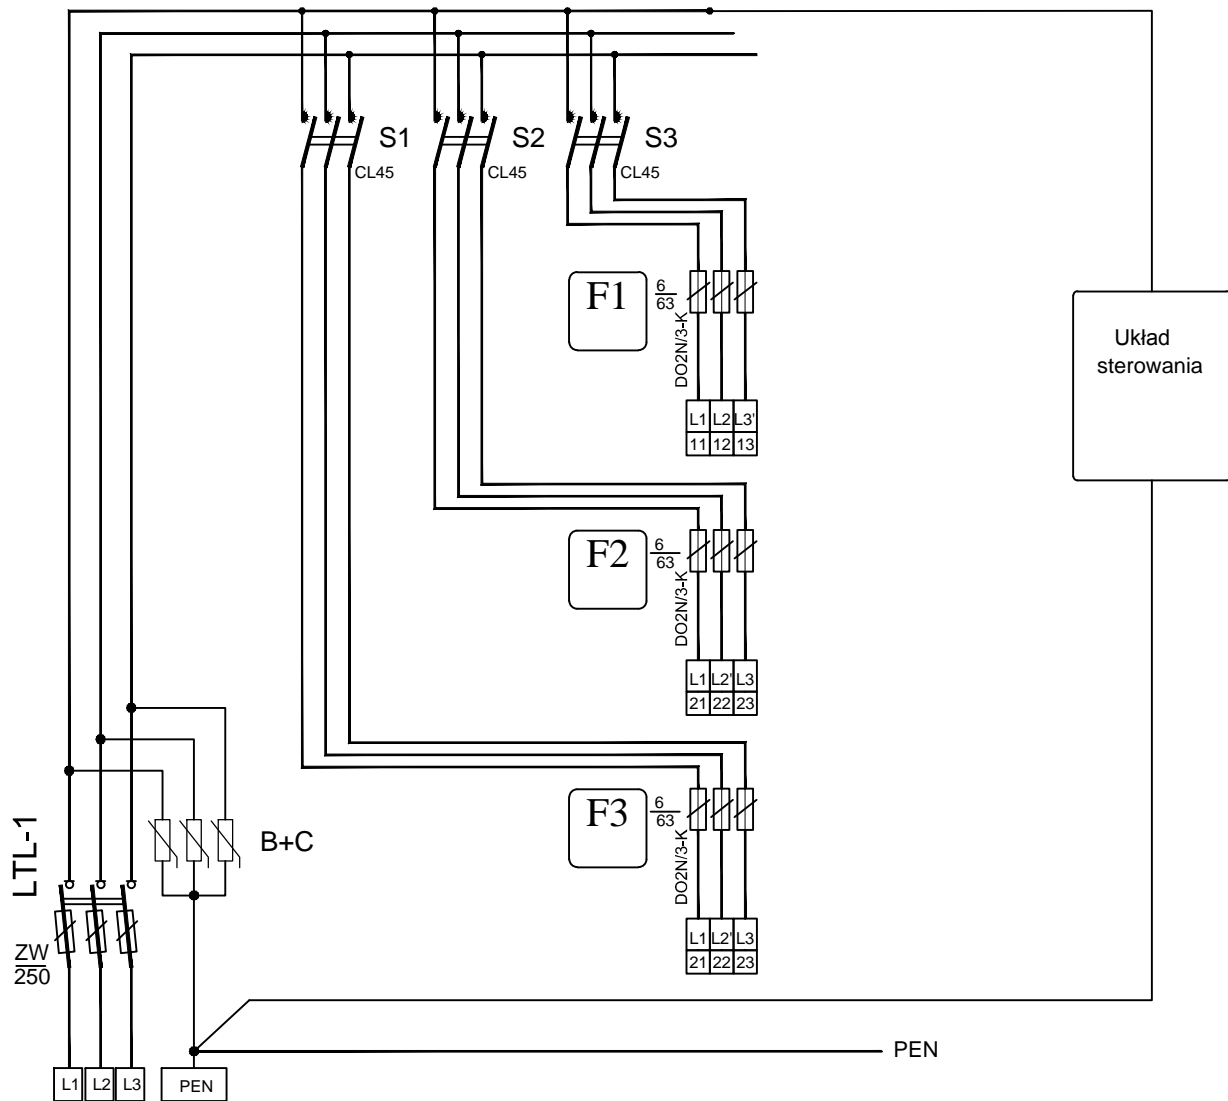 S1
S2
S3
CL45
CL45
CL45
F1
6
63
DO2N/3-K
L1
L2
L3'
11
12
13
Układ
sterowania
F2
6
63
DO2N/3-K
L1
L2'
L3
21
22
23
F3
6
63
DO2N/3-K
L1
L2'
L3
21
22
23
B+C
LTL-1
ZW
250
PEN
L1
L2
L3
PEN